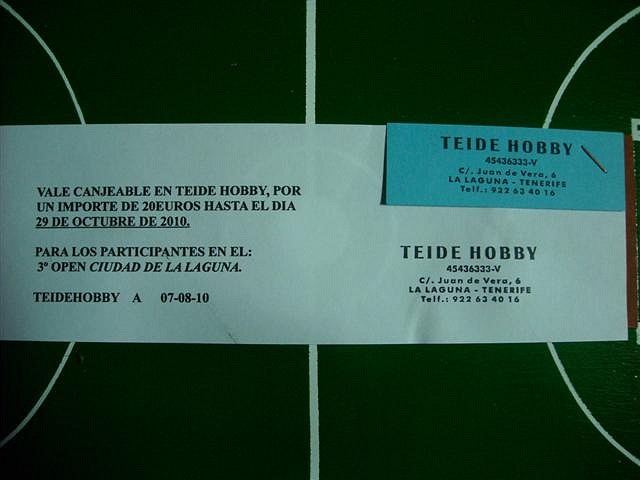 VALE CANJEABLE EN TEIDE HOBBY, POR
UN IMPORTE DE 20EUROS HASTA EL DIA
29 DE OCTUBRE DE 2010.
PARA LOS PARTICIPANTES EN EL:
3º OPEN CIUDAD DE LA LAGUNA.
TEIDEHOBBY A 07-08-10
TEIDE HOBBY
45436333-V
C/. Juan de Vera, 6
LA LAGUNA - TENERIFE
Telf.: 922 63 40 16
TEIDE HOBBY
45436333-V
C/. Juan de Vera, 6
LA LAGUNA - TENERIFE
Telf.: 922 63 40 16